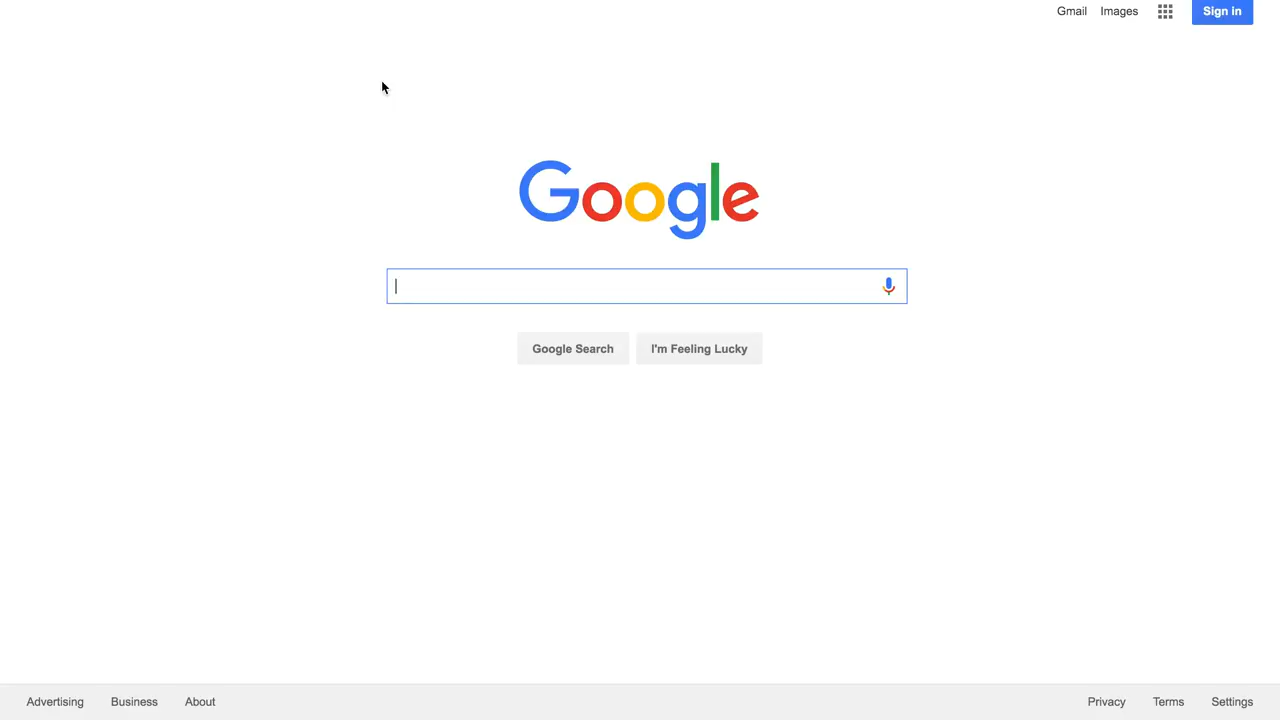 Gmail Images Sign in
Google
Google Search I'm Feeling Lucky
Advertising Business About Privacy Terms Settings